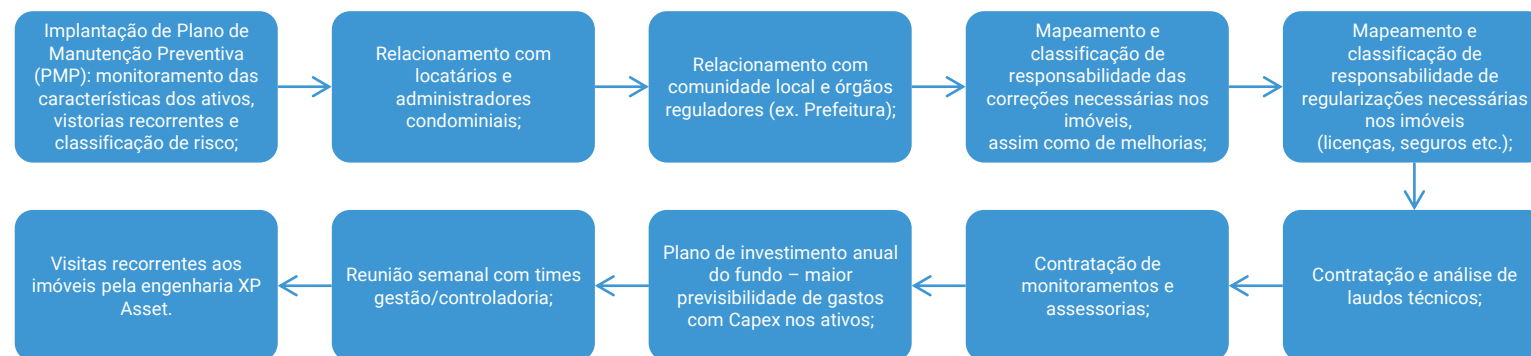 Implantação de Plano de
Manutenção Preventiva
(PMP): monitoramento das
características dos ativos,
vistorias recorrentes e
classificação de risco;
Relacionamento com
locatários e
administradores
condominiais;
Relacionamento com
comunidade local e órgãos
reguladores (ex. Prefeitura);
Mapeamento e
classificação de
responsabilidade das
correções necessárias nos
imóveis,
assim como de melhorias;
Mapeamento e
classificação de
responsabilidade de
regularizações necessárias
nos imóveis
(licenças, seguros etc.);
Contratação e análise de
laudos técnicos;
Contratação de
monitoramentos e
assessorias;
Plano de investimento anual
do fundo – maior
previsibilidade de gastos
com Capex nos ativos;
Reunião semanal com times
gestão/controladoria;
Visitas recorrentes aos
imóveis pela engenharia XP
Asset.